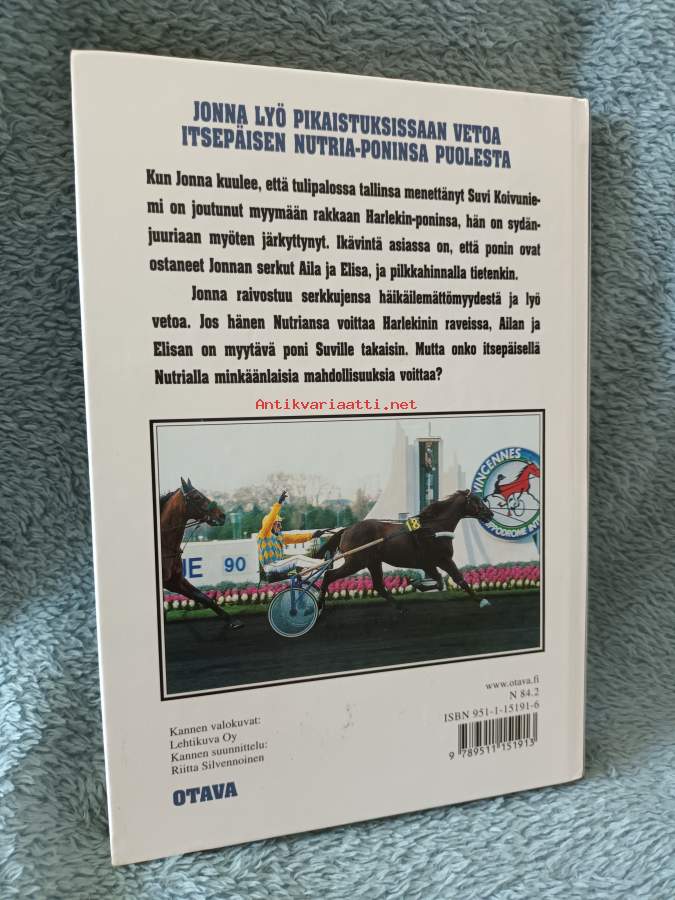 JONNA LYÖ PIKAISTUKSISSAAN VETOA
ITSEPÄISEN NUTRIA-PONINSA PUOLESTA
Kun Jonna kuulee, että tulipalossa tallinsa menettänyt Suvi Koivunie-
mi on joutunut myymään rakkaan Harlekin-poninsa, hän on sydän-
juuriaan myöten järkyttynyt. Ikävintä asiassa on, että ponin ovat
ostaneet Jonnan serkut Aila ja Elisa, ja pilkkahinnalla tietenkin.
Jonna raivostuu serkkujensa häikäilemättömyydestä ja lyö
vetoa. Jos hänen Nutriansa voittaa Harlekinin raveissa, Ailan ja
Elisan on myytävä poni Suville takaisin. Mutta onko itsepäisellä
Nutrialla minkäänlaisia mahdollisuuksia voittaa?
Antikvariaatti.net
VINCENNES
HIPPODROME INT
18
UE 90
www.otava.fi
N 84.2
ISBN 951-1-15191-6
9 789511 151913
Kannen valokuvat:
Lehtikuva Oy
Kannen suunnittelu:
Riitta Silvennoinen
OTAVA